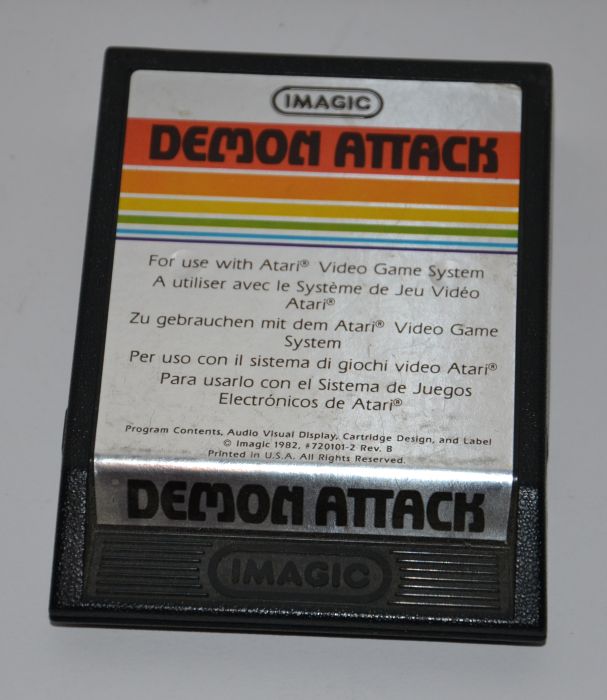 IMAGIC
DEMON ATTACK
For use with Atari® Video Game System
A utiliser avec le Système de Jeu Vidéo
Atari®
Zu gebrauchen mit dem Atari® Video Game
System
Per uso con il sistema di giochi video Atari®
Para usarlo con el Sistema de Juegos
Electrónicos de Atari®
Program Contents, Audio Visual Display, Cartridge Design, and Label
© Imagic 1982, #720101-2 Rev. B
Printed in U.S.A. All Rights Reserved.
DEMON ATTACK
IMAGIC